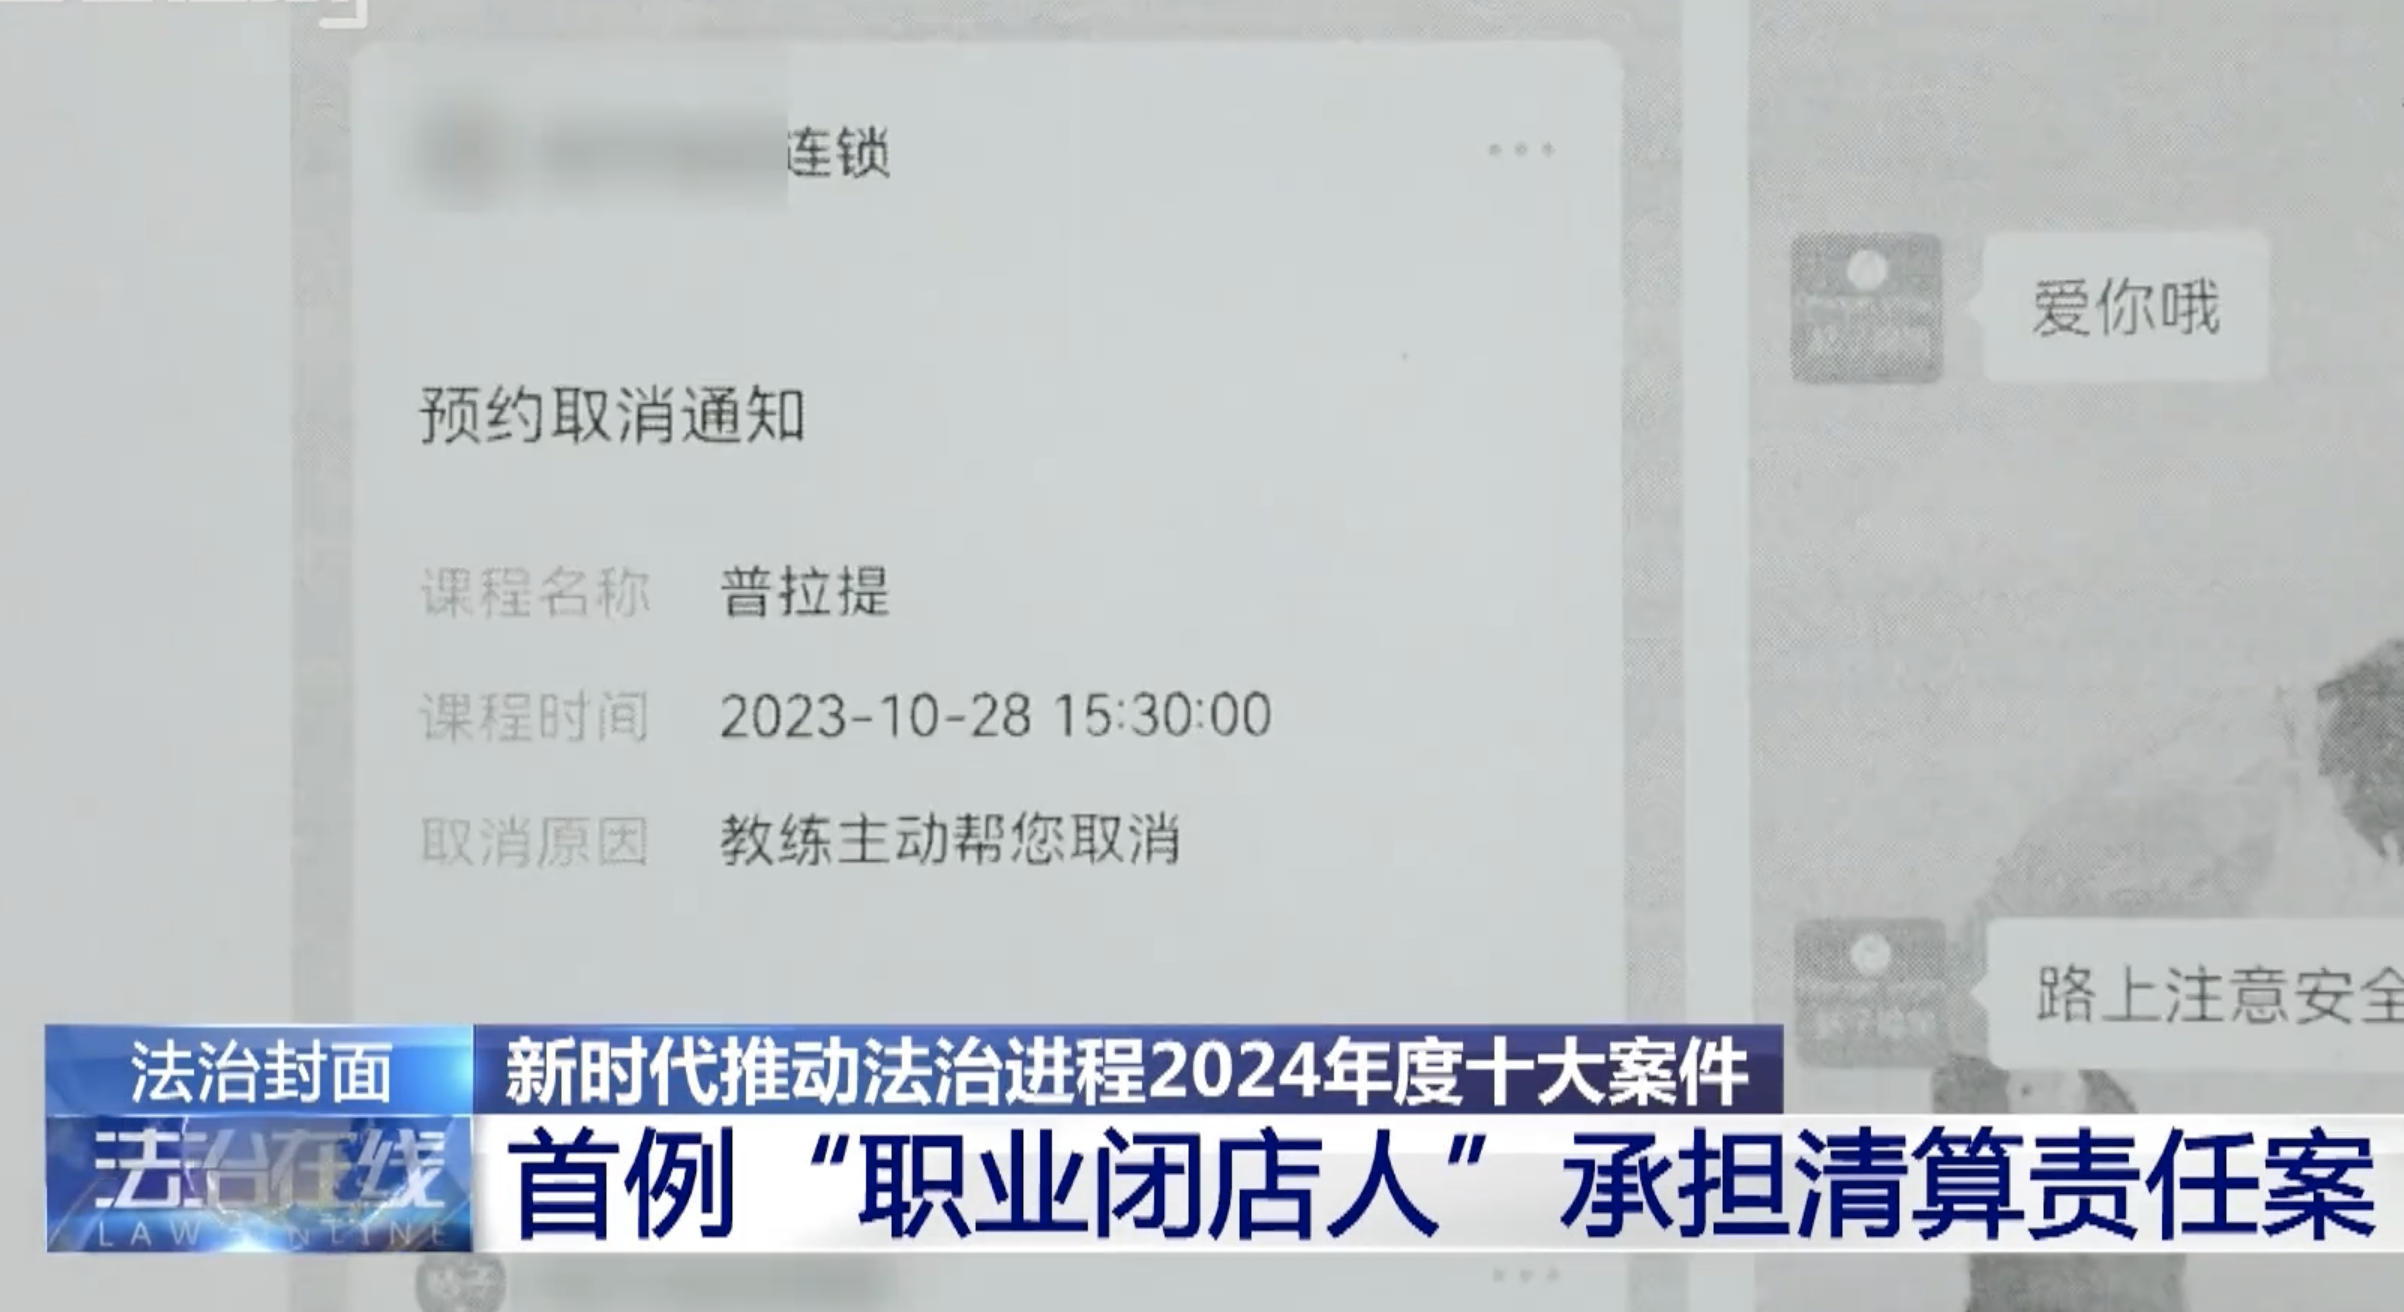 连锁
预约取消通知
课程名称 普拉提
课程时间 2023-10-28 15:30:00
取消原因 教练主动帮您取消
爱你哦
路上注意安全
法治封面
新时代推动法治进程2024年度十大案件
法治在线
LAW ONLINE
首例“职业闭店人”承担清算责任案